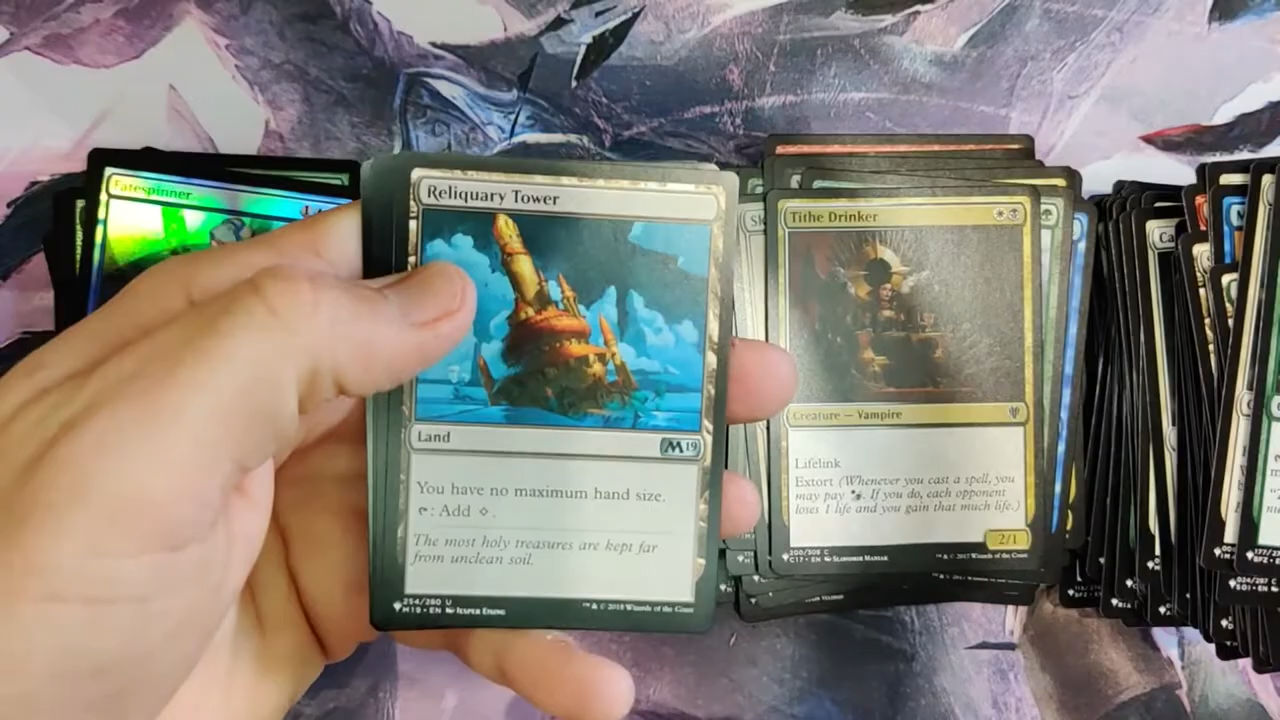 Fatespinner
Reliquary Tower
Land
M19
You have no maximum hand size.
: Add .
The most holy treasures are kept far
from unclean soil.
254/280 U
M19 • EN Jesper Ejsing
™ & © 2018 Wizards of the Coast
Sk
Tithe Drinker
Creature — Vampire
Lifelink
Extort (Whenever you cast a spell, you
may pay . If you do, each opponent
loses 1 life and you gain that much life.)
2/1
200/309 C
C17 • EN Slawomir Maniak
™ & © 2017 Wizards of the Coast
Ca